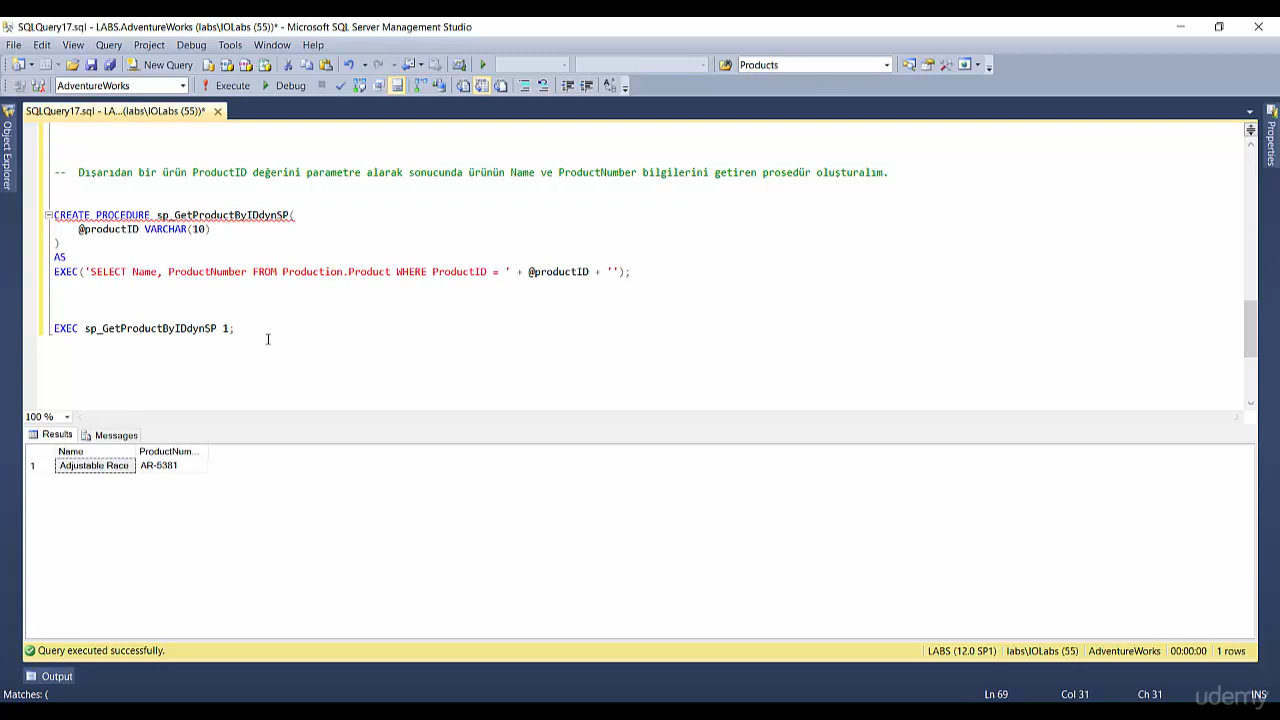 SQLQuery17.sql - LABS.AdventureWorks (labs\IOLabs (55))* - Microsoft SQL Server Management Studio
File Edit View Query Project Debug Tools Window Help
New Query Products
AdventureWorks Execute Debug
SQLQuery17.sql - LA...(labs\IOLabs (55))*
Object Explorer
Properties
-- Dışarıdan bir ürün ProductID değerini parametre alarak sonucunda ürünün Name ve ProductNumber bilgilerini getiren prosedür oluşturalım.
CREATE PROCEDURE sp_GetProductByIDdynSP(
@productID VARCHAR(10)
)
AS
EXEC('SELECT Name, ProductNumber FROM Production.Product WHERE ProductID = ' + @productID + '');
EXEC sp_GetProductByIDdynSP 1;
100 %
Results Messages
Name ProductNum...
1 Adjustable Race AR-5381
Query executed successfully. LABS (12.0 SP1) labs\IOLabs (55) AdventureWorks 00:00:00 1 rows
Output
Matches: ( Ln 69 Col 31 Ch 31 INS
udemy